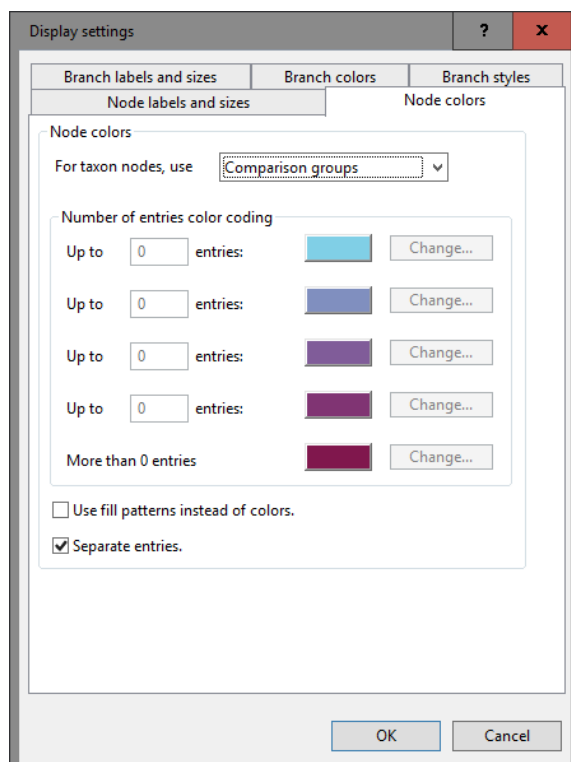 Display settings ? x
Branch labels and sizes Branch colors Branch styles
Node labels and sizes Node colors
Node colors
For taxon nodes, use Comparison groups
Number of entries color coding
Up to 0 entries: Change...
Up to 0 entries: Change...
Up to 0 entries: Change...
Up to 0 entries: Change...
More than 0 entries Change...
Use fill patterns instead of colors.
Separate entries.
OK Cancel